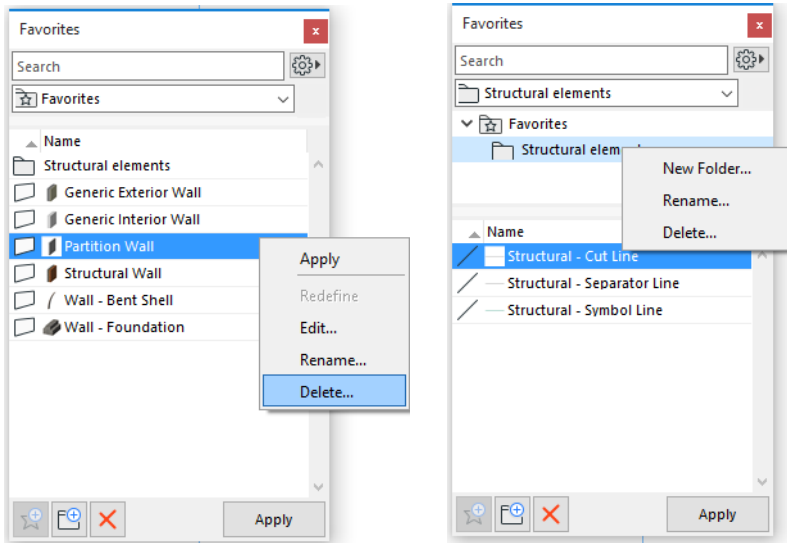 Favorites
x
Search
Favorites
Name
Structural elements
Generic Exterior Wall
Generic Interior Wall
Partition Wall
Structural Wall
Wall - Bent Shell
Wall - Foundation
Apply
Redefine
Edit...
Rename...
Delete...
Apply
Favorites
x
Search
Structural elements
Favorites
Structural elem
New Folder...
Rename...
Delete...
Name
Structural - Cut Line
Structural - Separator Line
Structural - Symbol Line
Apply